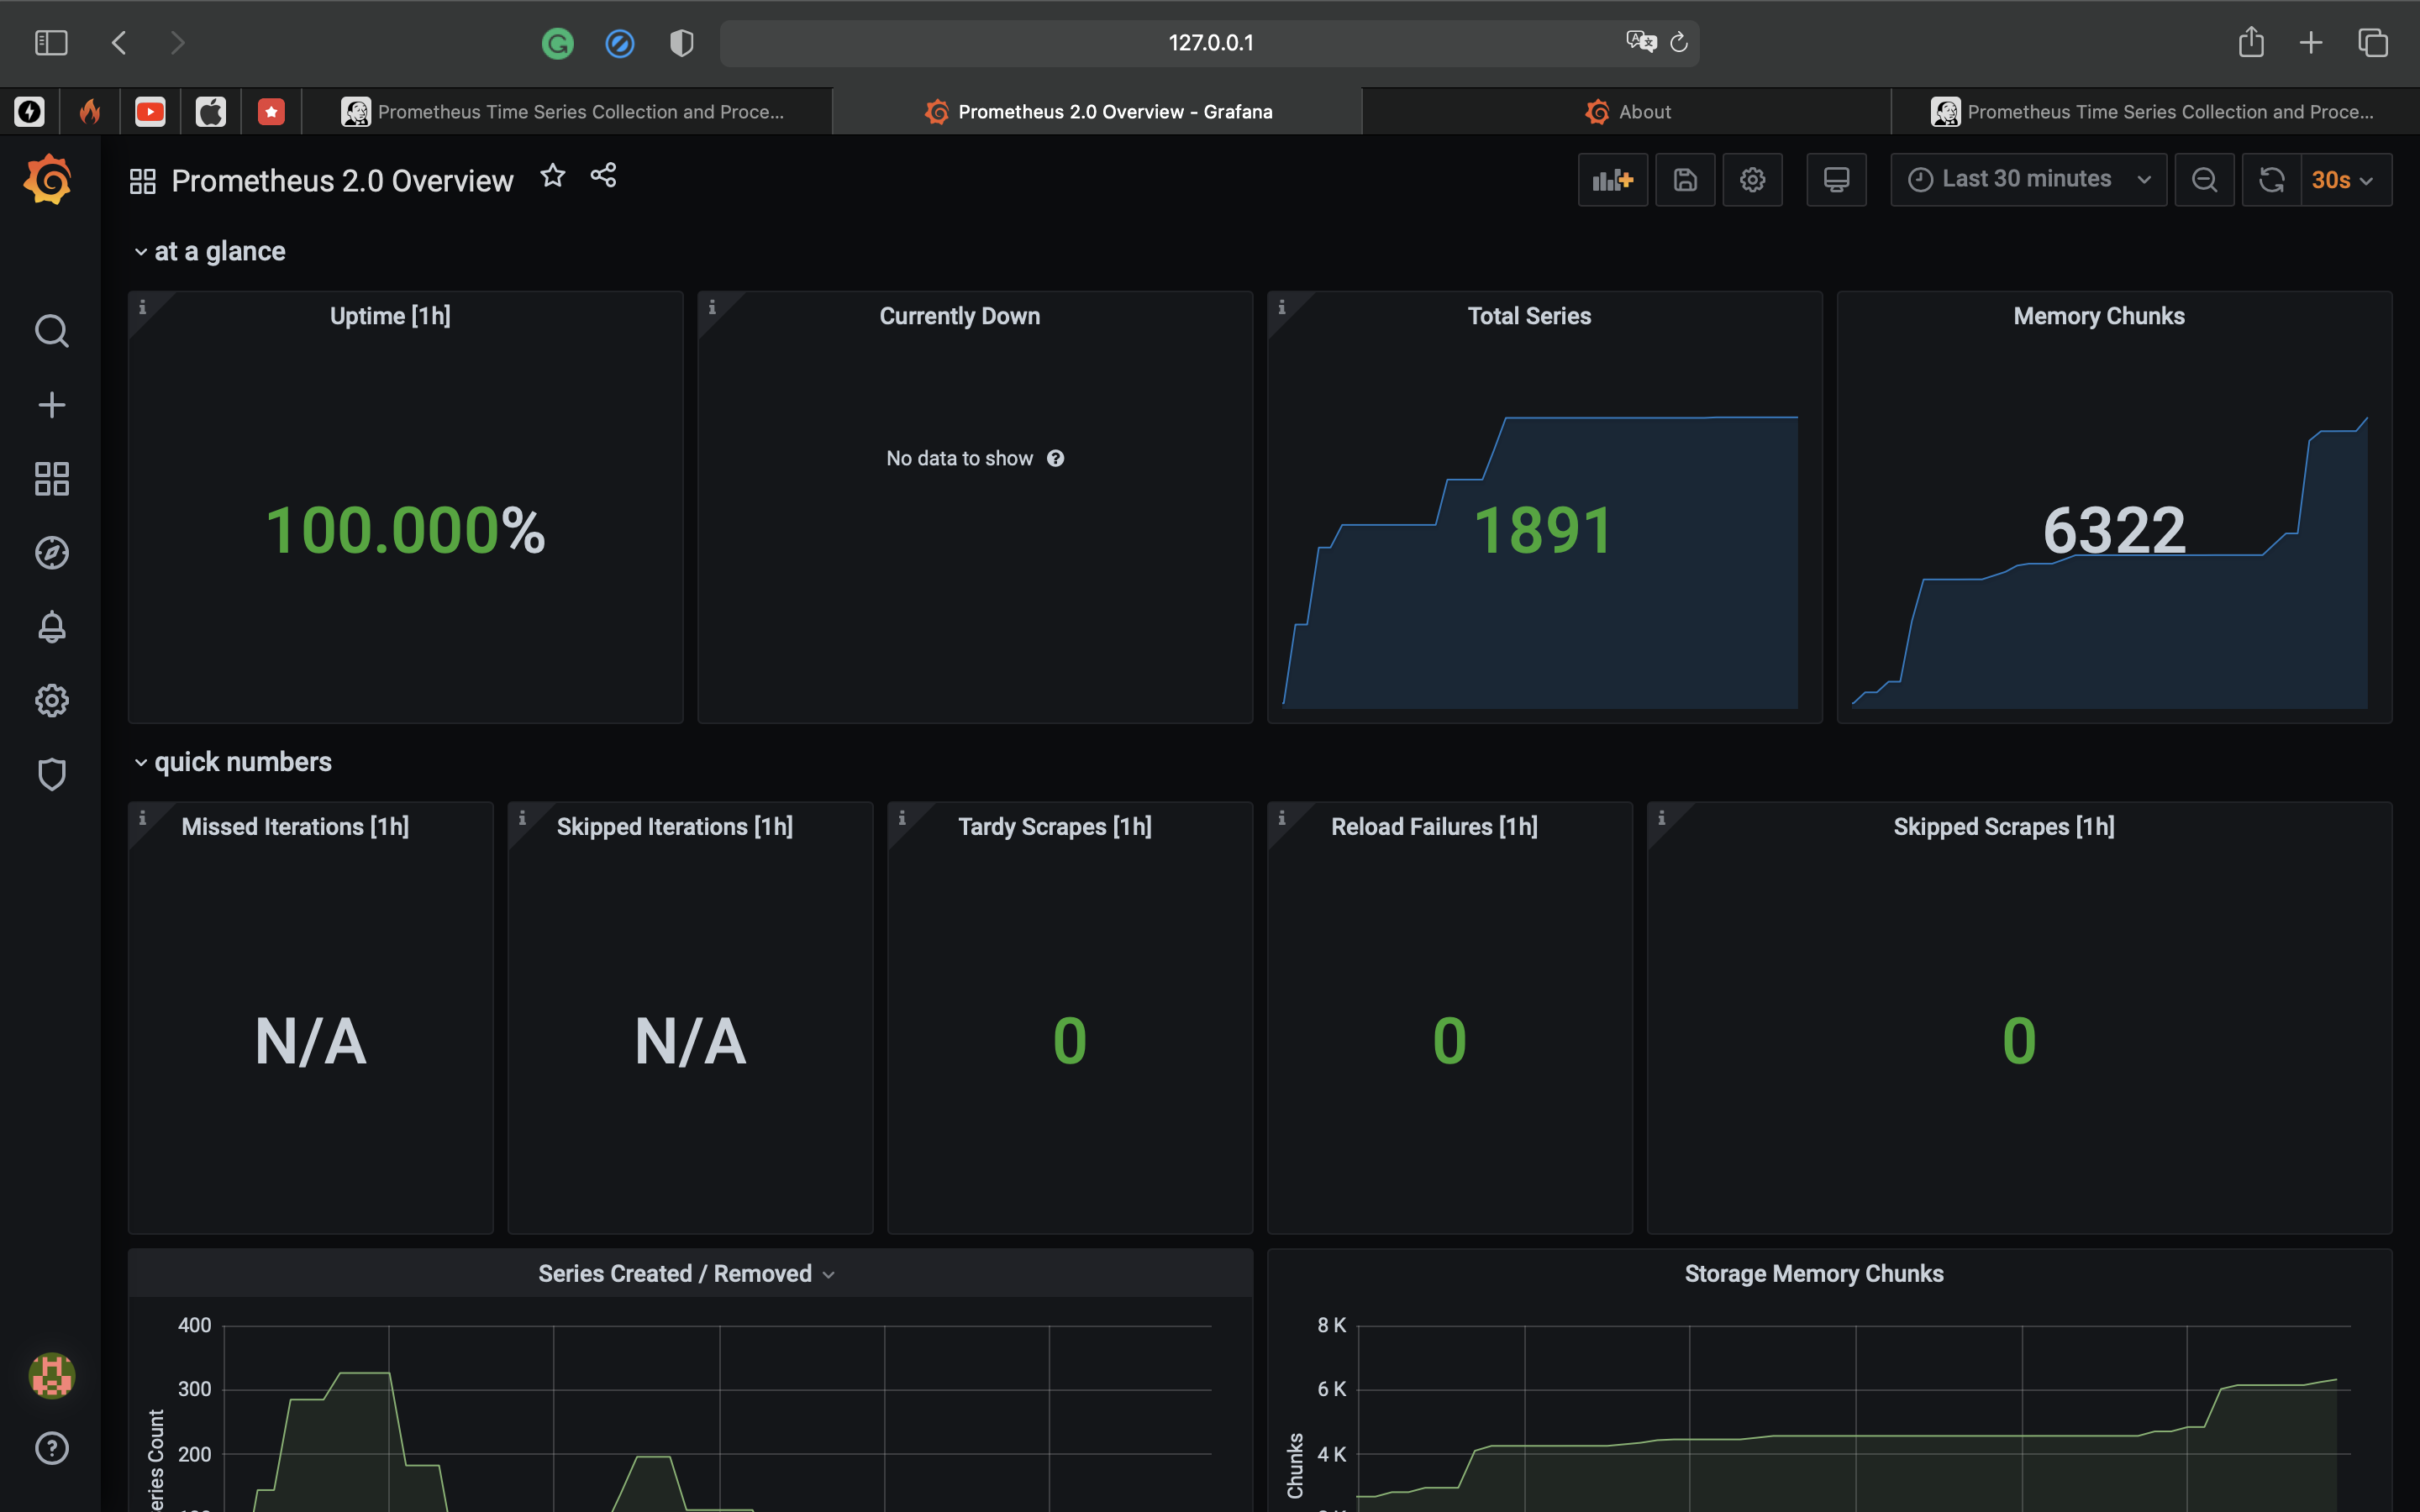 127.0.0.1
Prometheus Time Series Collection and Proce...
Prometheus 2.0 Overview - Grafana
About
Prometheus Time Series Collection and Proce...
Prometheus 2.0 Overview
Last 30 minutes
30s
at a glance
Uptime [1h]
Currently Down
Total Series
Memory Chunks
100.000%
No data to show
1891
6322
quick numbers
Missed Iterations [1h]
Skipped Iterations [1h]
Tardy Scrapes [1h]
Reload Failures [1h]
Skipped Scrapes [1h]
N/A
N/A
0
0
0
Series Created / Removed
400
300
200
Storage Memory Chunks
8 K
6 K
4 K
Chunks